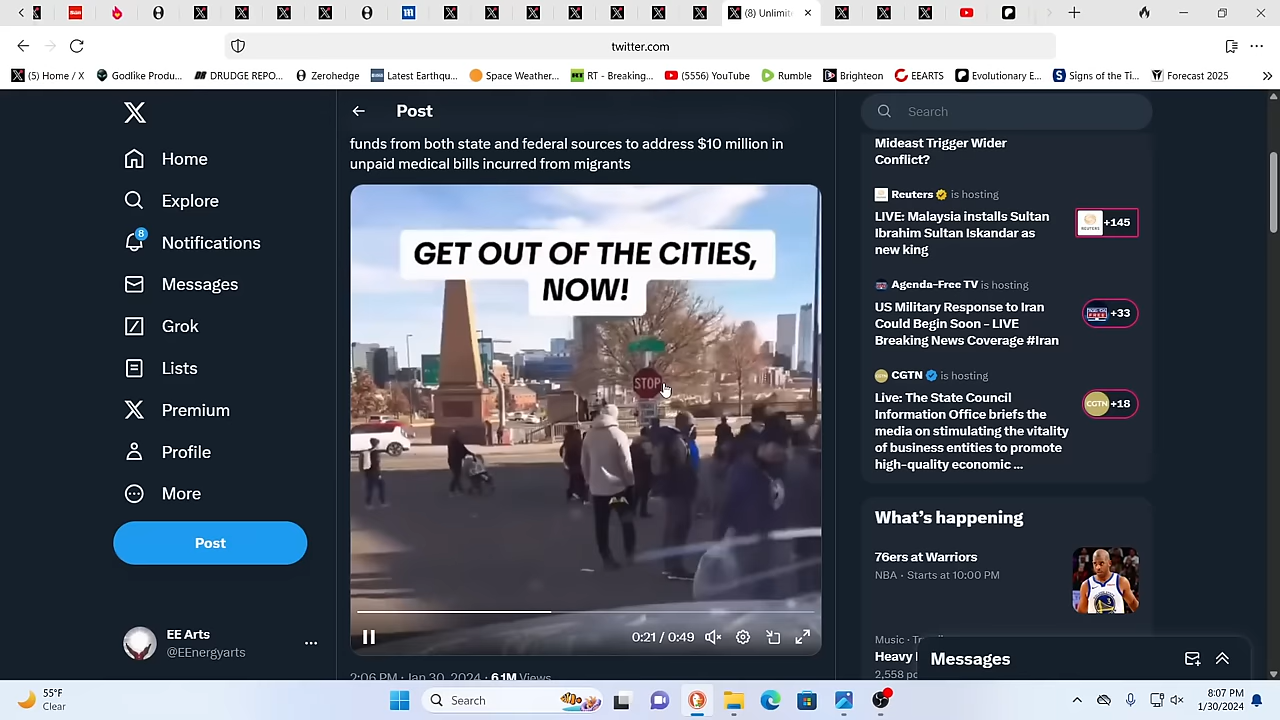 (8) Unlimit
twitter.com
(5) Home / X
Godlike Produ...
DRUDGE REPO...
Zerohedge
Latest Earthqu...
Space Weather...
RT - Breaking...
(5556) YouTube
Rumble
Brighteon
EEARTS
Evolutionary E...
Signs of the Ti...
Forecast 2025
Home
Explore
8
Notifications
Messages
Grok
Lists
Premium
Profile
More
Post
EE Arts
@EEnergyarts
Post
funds from both state and federal sources to address $10 million in
unpaid medical bills incurred from migrants
GET OUT OF THE CITIES,
NOW!
STOP
0:21 / 0:49
2:06 PM · Jan 30, 2024 · 6.1M Views
Search
Mideast Trigger Wider
Conflict?
Reuters is hosting
LIVE: Malaysia installs Sultan
Ibrahim Sultan Iskandar as
new king
+145
Agenda-Free TV is hosting
US Military Response to Iran
Could Begin Soon - LIVE
Breaking News Coverage #Iran
+33
CGTN is hosting
Live: The State Council
Information Office briefs the
media on stimulating the vitality
of business entities to promote
high-quality economic ...
CGTN +18
What's happening
76ers at Warriors
NBA · Starts at 10:00 PM
Music ·
Heavy
2,558
Messages
55°F
Clear
Search
8:07 PM
1/30/2024